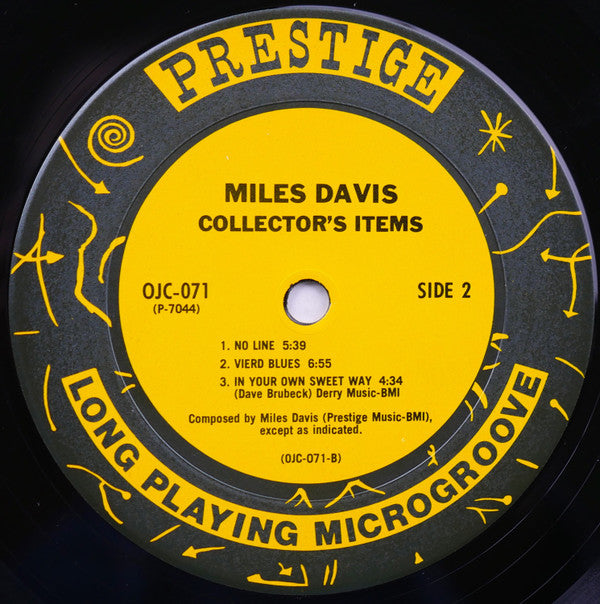 PRESTIGE
MILES DAVIS
COLLECTOR'S ITEMS
OJC-071
(P-7044)
SIDE 2
1. NO LINE 5:39
2. VIERD BLUES 6:55
3. IN YOUR OWN SWEET WAY 4:34
(Dave Brubeck) Derry Music-BMI
Composed by Miles Davis (Prestige Music-BMI),
except as indicated.
(OJC-071-B)
LONG PLAYING MICROGROOVE